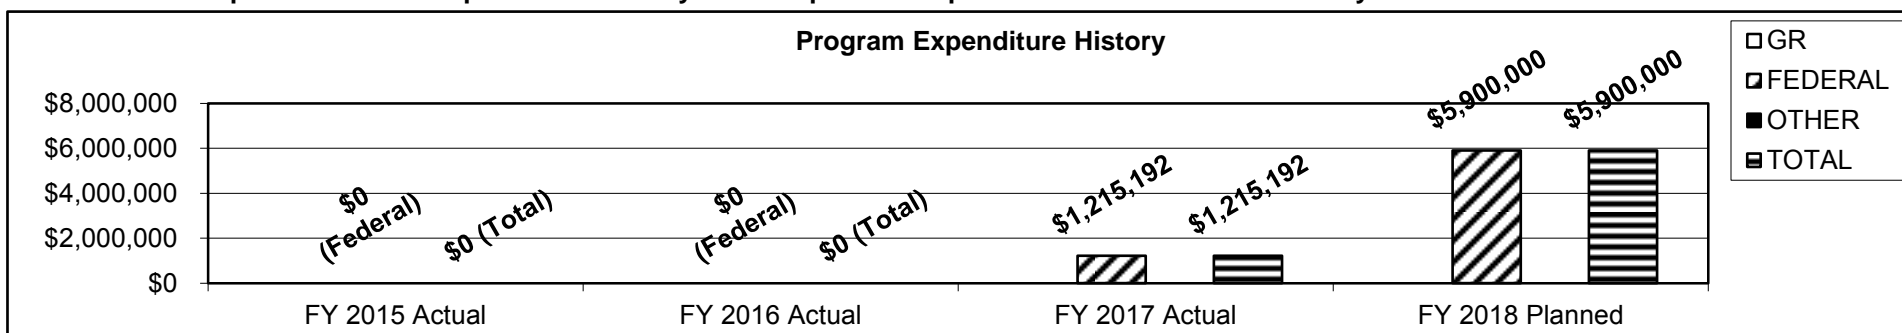 Program Expenditure History
GR
FEDERAL
OTHER
TOTAL
$8,000,000
$6,000,000
$4,000,000
$2,000,000
$0
$0
(Federal)
$0 (Total)
$0
(Federal)
$0 (Total)
$1,215,192
$1,215,192
$5,900,000
$5,900,000
FY 2015 Actual
FY 2016 Actual
FY 2017 Actual
FY 2018 Planned